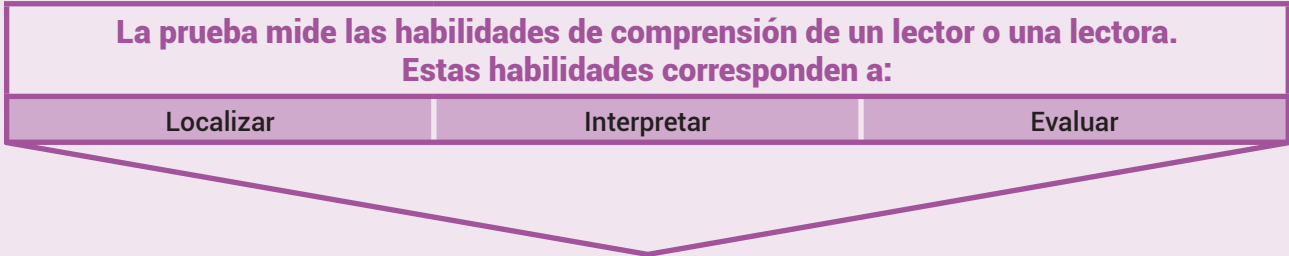 La prueba mide las habilidades de comprensión de un lector o una lectora.
Estas habilidades corresponden a:
Localizar Interpretar Evaluar